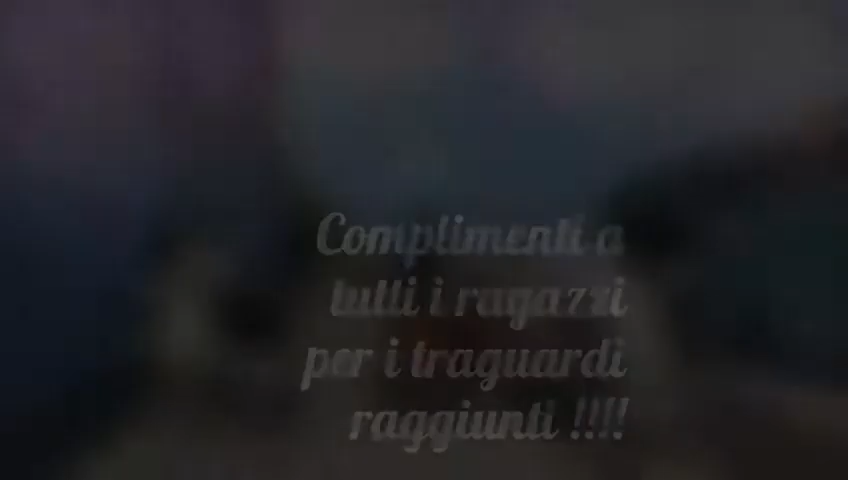 Complimenti a
tutti i ragazzi
per i traguardi
raggiunti !!!!